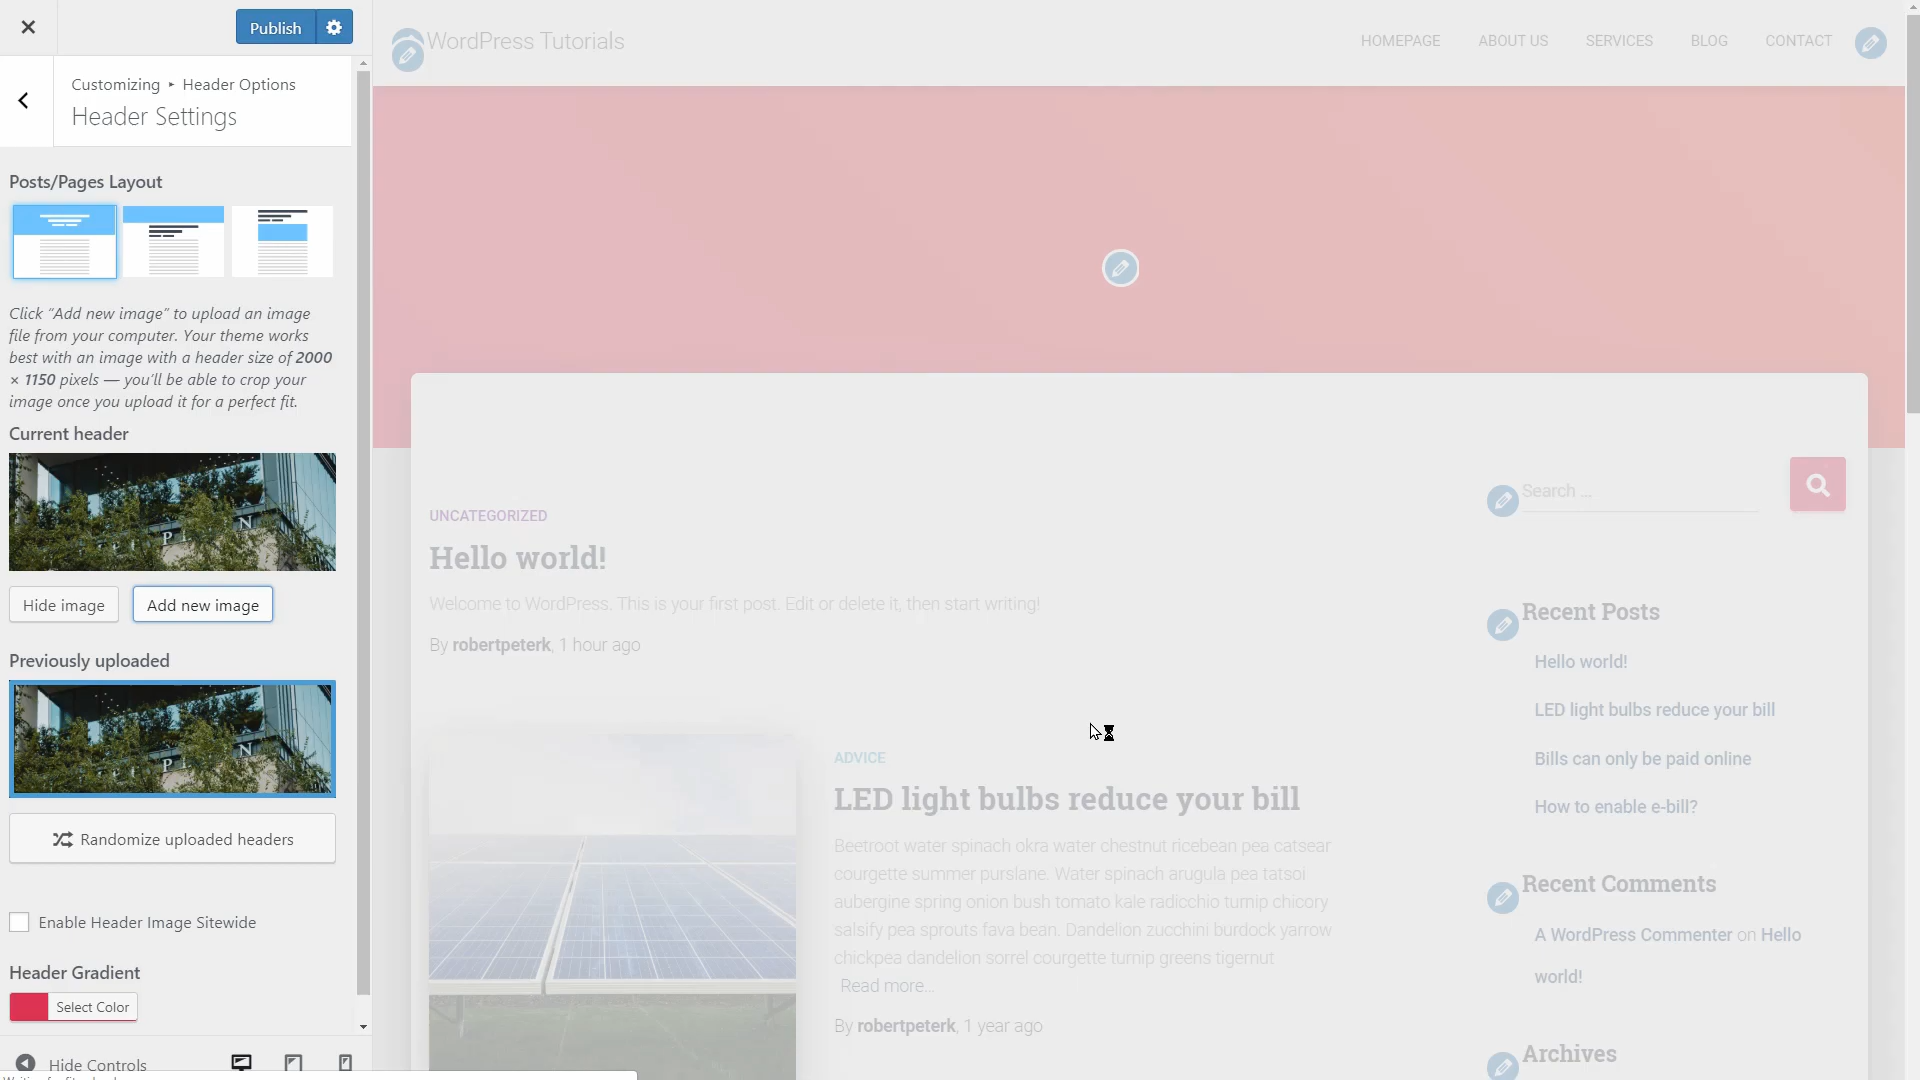 Publish
Customizing ▸ Header Options
Header Settings
Posts/Pages Layout
Click “Add new image” to upload an image
file from your computer. Your theme works
best with an image with a header size of 2000
× 1150 pixels — you’ll be able to crop your
image once you upload it for a perfect fit.
Current header
P
N
Hide image
Add new image
Previously uploaded
P
N
Randomize uploaded headers
Enable Header Image Sitewide
Header Gradient
Select Color
Hide Controls
WordPress Tutorials
HOMEPAGE
ABOUT US
SERVICES
BLOG
CONTACT
UNCATEGORIZED
Hello world!
Welcome to WordPress. This is your first post. Edit or delete it, then start writing!
By robertpeterk, 1 hour ago
ADVICE
LED light bulbs reduce your bill
Beetroot water spinach okra water chestnut ricebean pea catsear
courgette summer purslane. Water spinach arugula pea tatsoi
aubergine spring onion bush tomato kale radicchio turnip chicory
salsify pea sprouts fava bean. Dandelion zucchini burdock yarrow
chickpea dandelion sorrel courgette turnip greens tigernut
Read more…
By robertpeterk, 1 year ago
Search …
Recent Posts
Hello world!
LED light bulbs reduce your bill
Bills can only be paid online
How to enable e-bill?
Recent Comments
A WordPress Commenter on Hello
world!
Archives